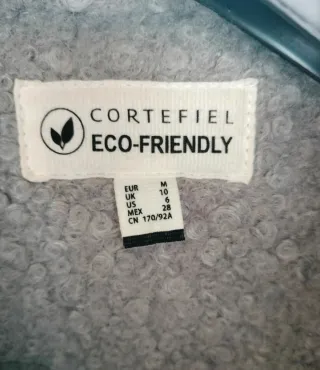 CORTEFIEL
ECO-FRIENDLY
EUR M
UK 10
US 6
MEX 28
CN 170/92A